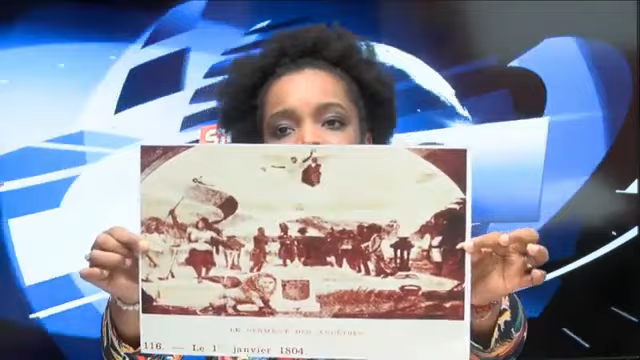 LE SERMENT DES ANCÊTRES
116. — Le 1er janvier 1804.